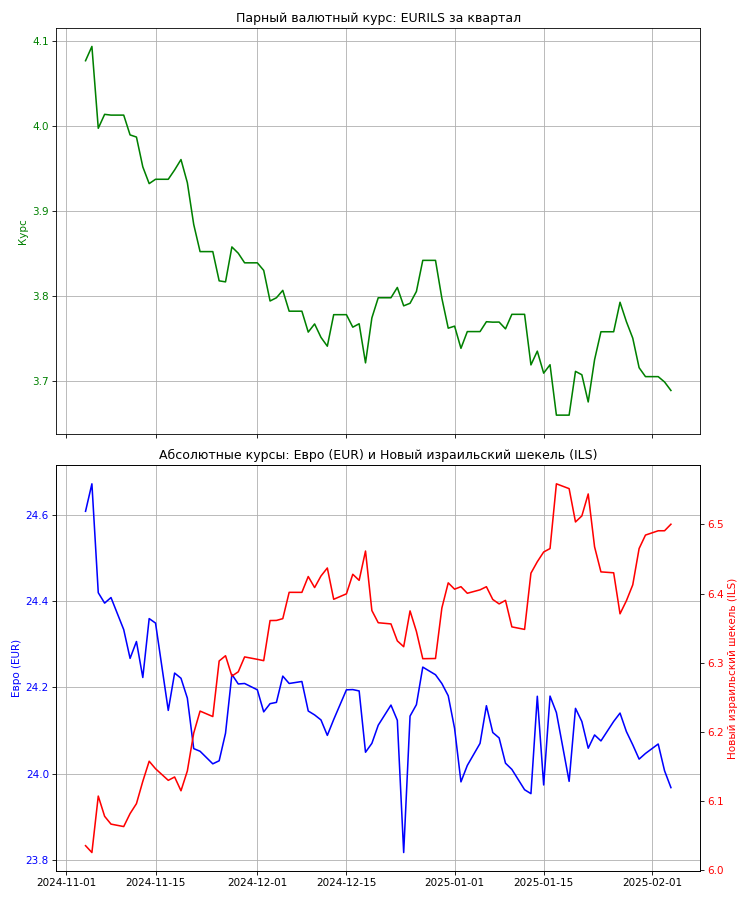 Парный валютный курс: EURILS за квартал
4.1
4.0
3.9
3.8
3.7
Курс
Абсолютные курсы: Евро (EUR) и Новый израильский шекель (ILS)
24.6
24.4
24.2
24.0
23.8
Евро (EUR)
6.5
6.4
6.3
6.2
6.1
6.0
Новый израильский шекель (ILS)
2024-11-01 2024-11-15 2024-12-01 2024-12-15 2025-01-01 2025-01-15 2025-02-01